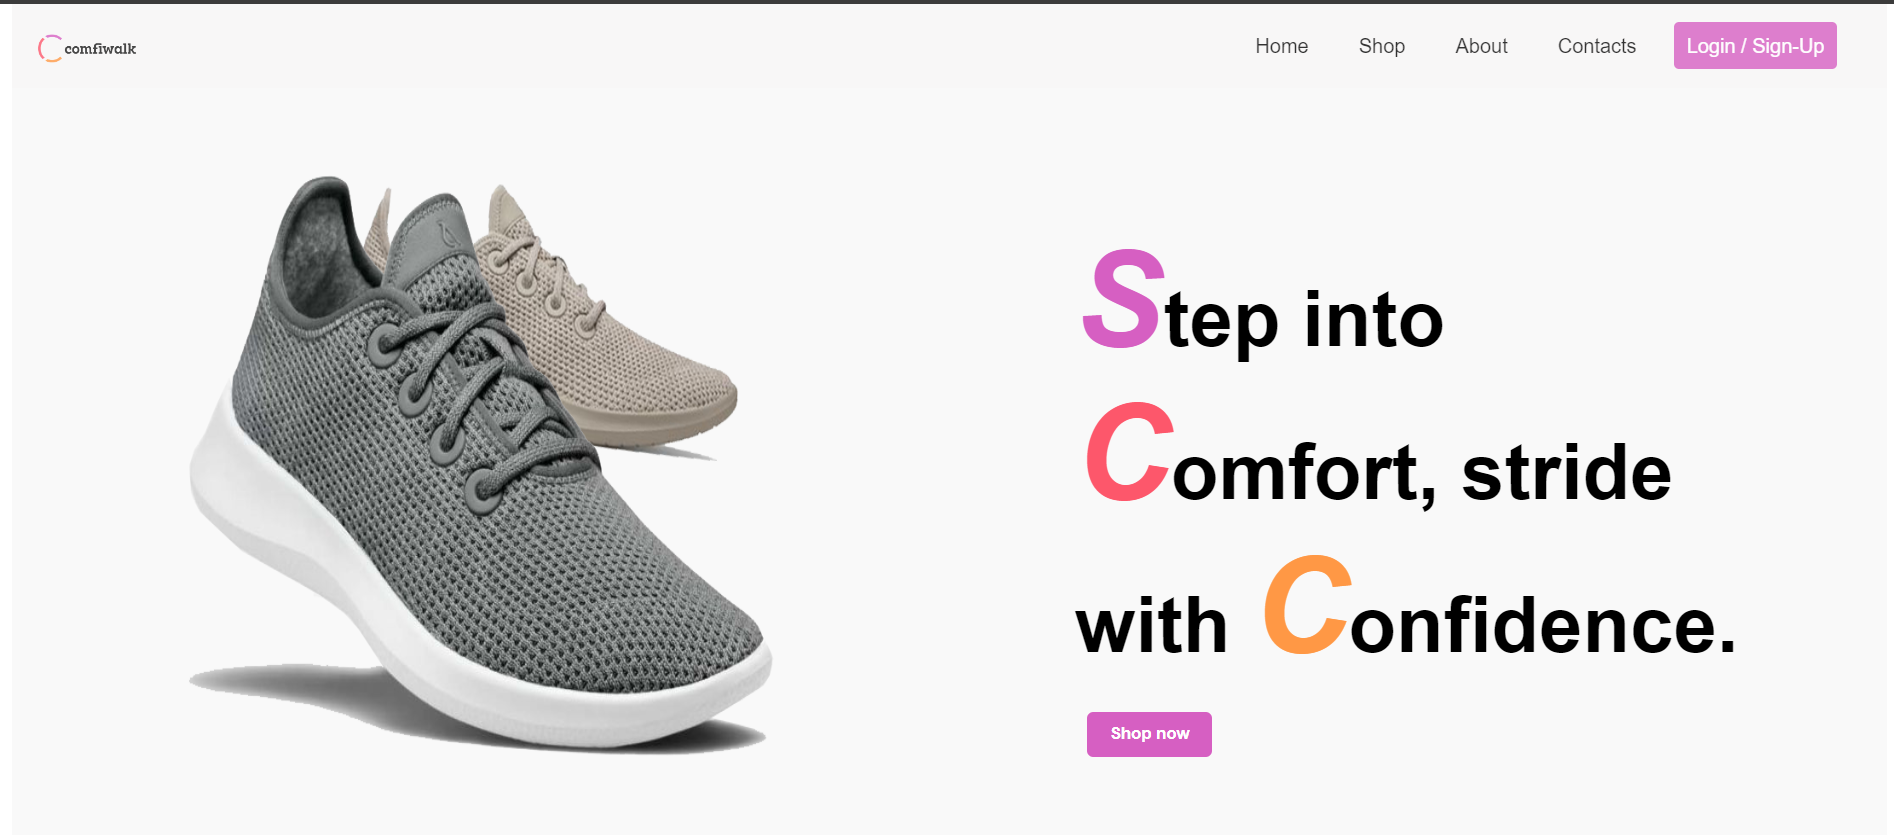 comfiwalk
Home Shop About Contacts Login / Sign-Up
Step into
Comfort, stride
with Confidence.
Shop now